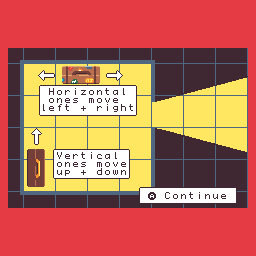 Horizontal
ones move
left + right
Vertical
ones move
up + down
A Continue